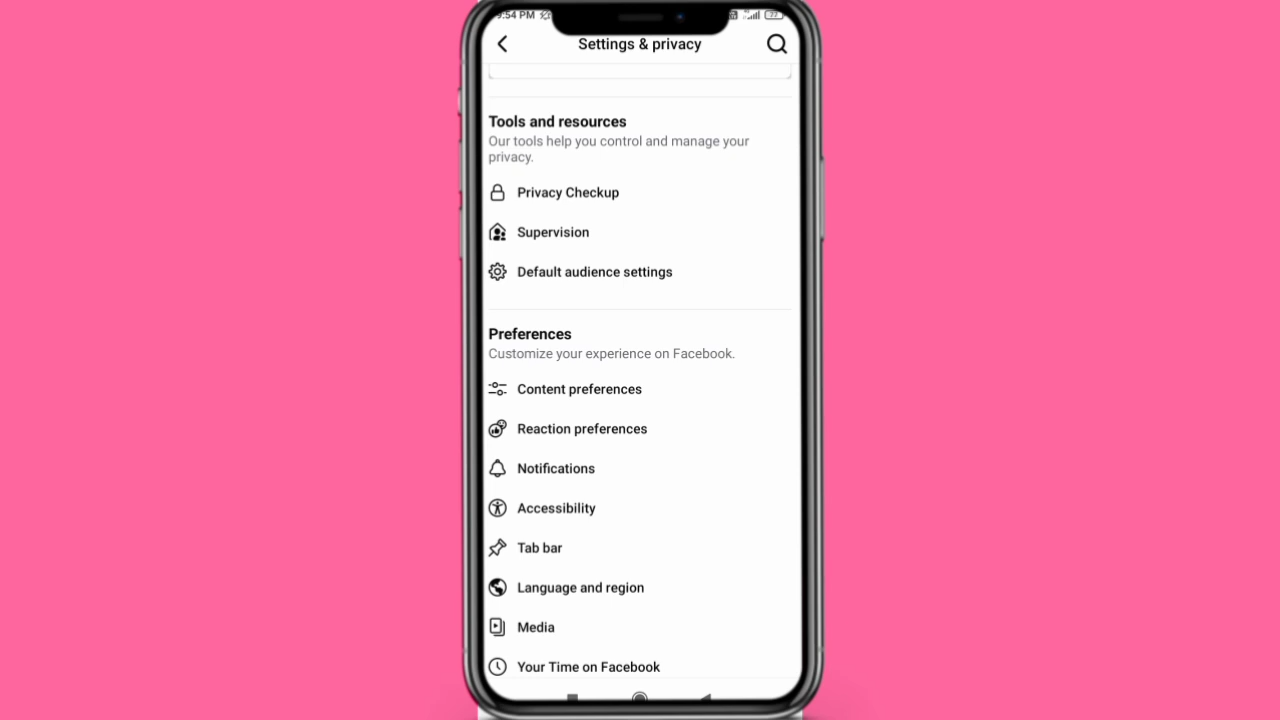 9:54 PM
22
Settings & privacy
Tools and resources
Our tools help you control and manage your
privacy.
Privacy Checkup
Supervision
Default audience settings
Preferences
Customize your experience on Facebook.
Content preferences
Reaction preferences
Notifications
Accessibility
Tab bar
Language and region
Media
Your Time on Facebook